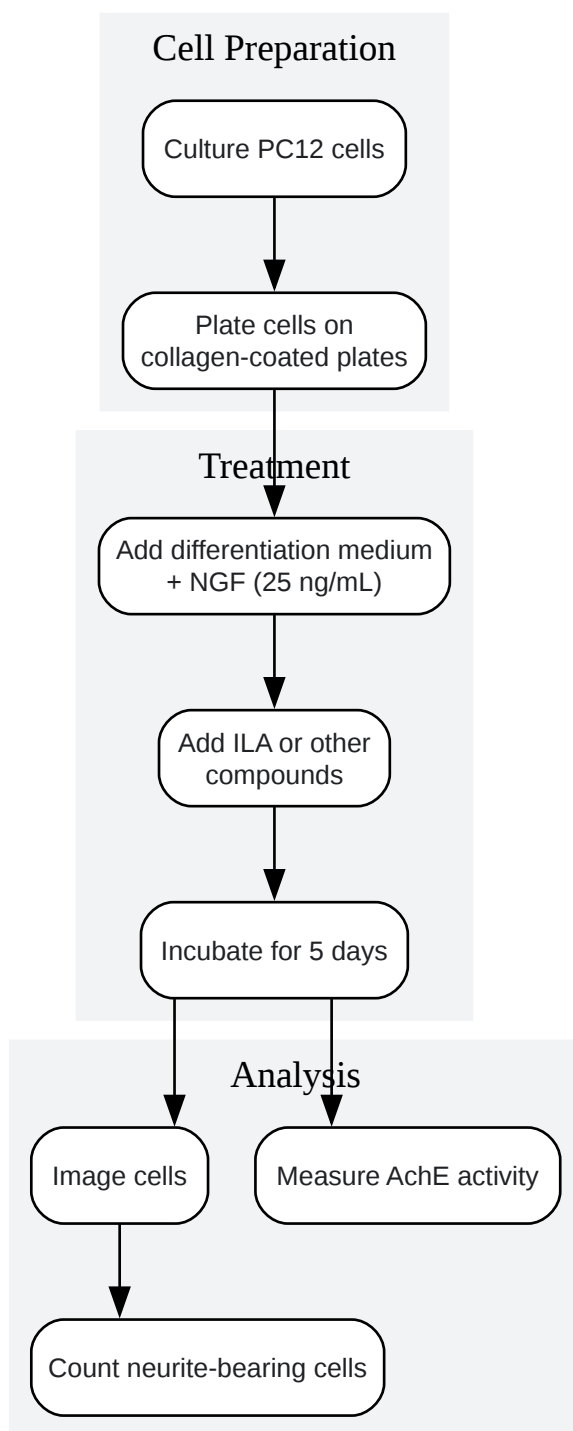 Cell Preparation
Culture PC12 cells
Plate cells on
collagen-coated plates
Treatment
Add differentiation medium
+ NGF (25 ng/mL)
Add ILA or other
compounds
Incubate for 5 days
Analysis
Image cells
Measure AchE activity
Count neurite-bearing cells